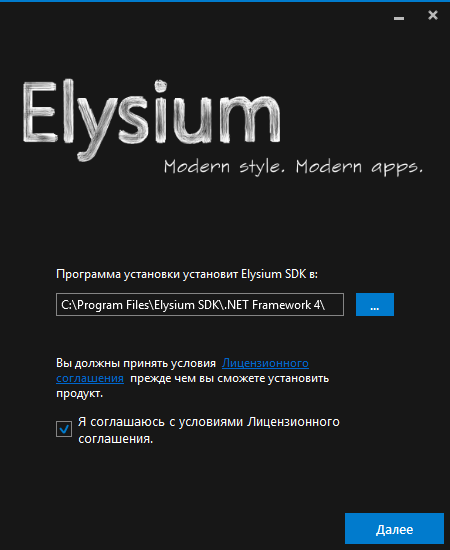 Elysium
Modern style. Modern apps.
Программа установки установит Elysium SDK в:
C:\Program Files\Elysium SDK\.NET Framework 4\
...
Вы должны принять условия Лицензионного
соглашения прежде чем вы сможете установить
продукт.
Я соглашаюсь с условиями Лицензионного
соглашения.
Далее